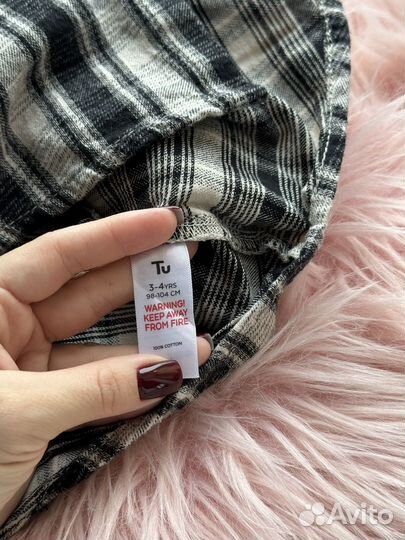 Tu
3-4YRS
98-104 CM
WARNING!
KEEP AWAY
FROM FIRE
100% COTTON
Avito